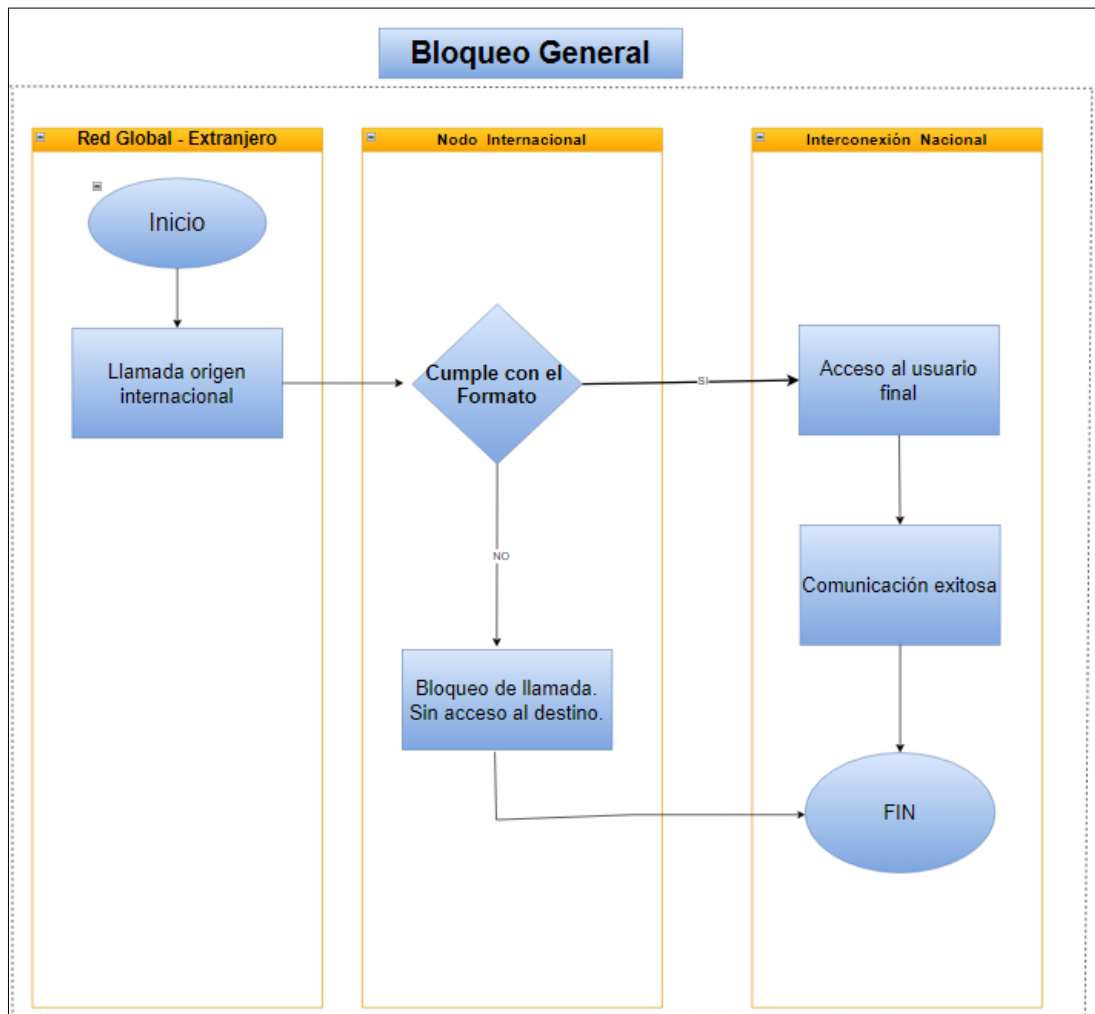 Bloqueo General
Red Global - Extranjero
Nodo Internacional
Interconexión Nacional
Inicio
Llamada origen
internacional
Cumple con el
Formato
SI
Acceso al usuario
final
NO
Comunicación exitosa
Bloqueo de llamada.
Sin acceso al destino.
FIN